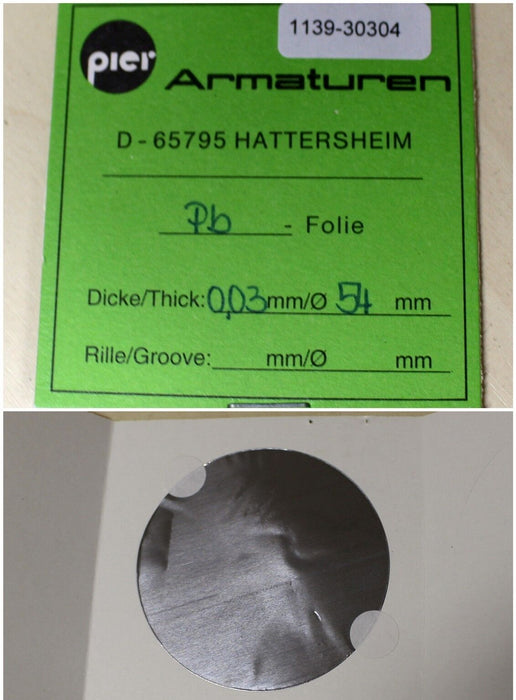 1139-30304
pier Armaturen
D - 65795 HATTERSHEIM
Pb - Folie
Dicke/Thick: 0,03 mm/Ø 54 mm
Rille/Groove: mm/Ø mm